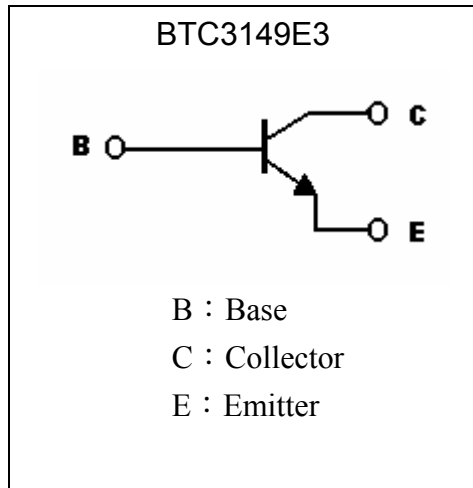 BTC3149E3
C
B
E
B：Base
C：Collector
E：Emitter